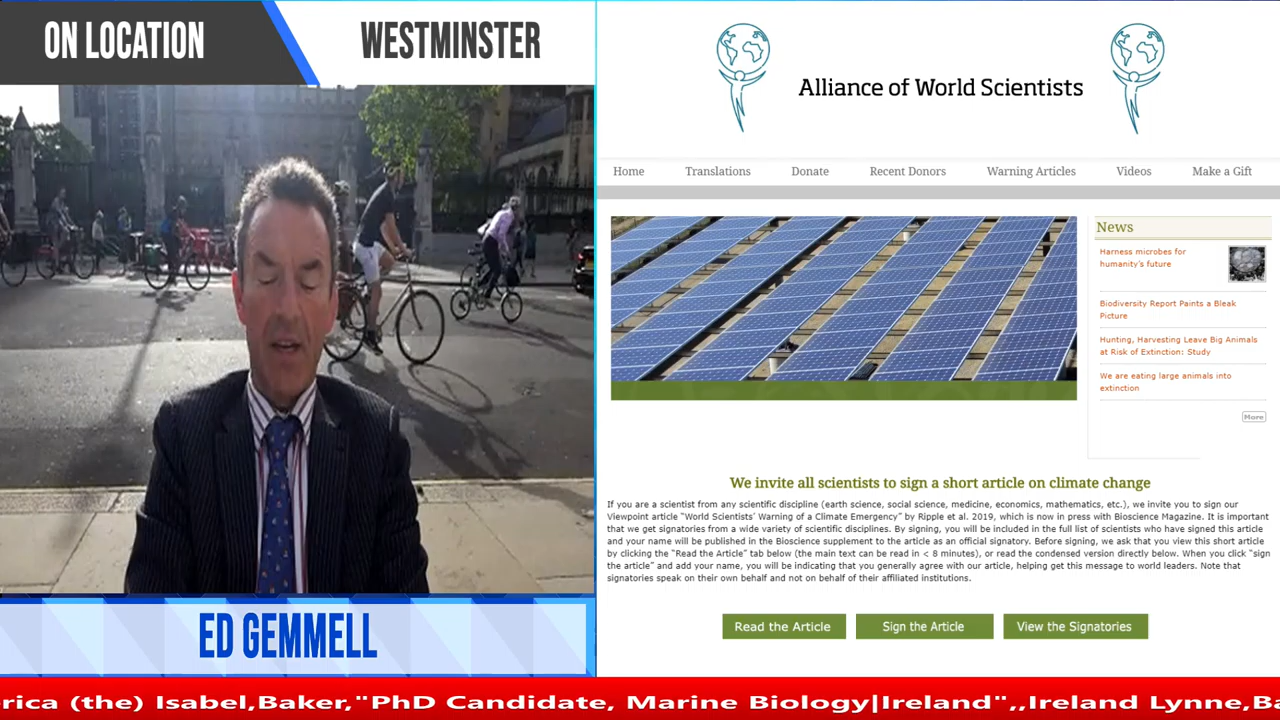 ON LOCATION
WESTMINSTER
Alliance of World Scientists
Home Translations Donate Recent Donors Warning Articles Videos Make a Gift
News
Harness microbes for
humanity's future
Biodiversity Report Paints a Bleak
Picture
Hunting, Harvesting Leave Big Animals
at Risk of Extinction: Study
We are eating large animals into
extinction
More
We invite all scientists to sign a short article on climate change
If you are a scientist from any scientific discipline (earth science, social science, medicine, economics, mathematics, etc.), we invite you to sign our
Viewpoint article "World Scientists' Warning of a Climate Emergency" by Ripple et al. 2019, which is now in press with Bioscience Magazine. It is important
that we get signatories from a wide variety of scientific disciplines. By signing, you will be included in the full list of scientists who have signed this article
and your name will be published in the Bioscience supplement to the article as an official signatory. Before signing, we ask that you view this short article
by clicking the "Read the Article" tab below (the main text can be read in < 8 minutes), or read the condensed version directly below. When you click "sign
the article" and add your name, you will be indicating that you generally agree with our article, helping get this message to world leaders. Note that
signatories speak on their own behalf and not on behalf of their affiliated institutions.
Read the Article Sign the Article View the Signatories
ED GEMMELL
rica (the) Isabel,Baker,"PhD Candidate, Marine Biology|Ireland",,Ireland Lynne,Ba